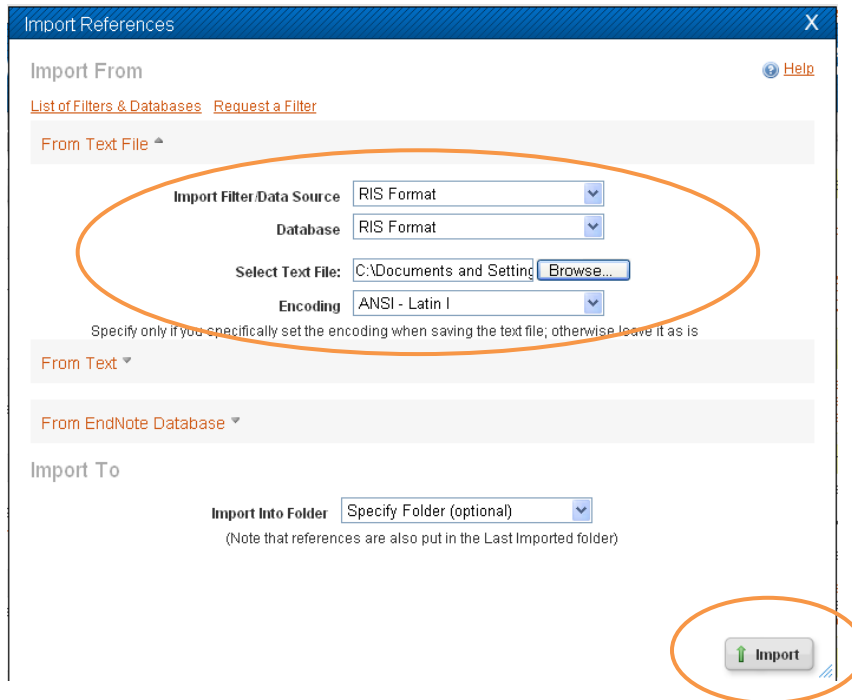 Import References X
Import From
Help
List of Filters & Databases Request a Filter
From Text File
Import Filter/Data Source RIS Format
Database RIS Format
Select Text File: C:\Documents and Setting Browse...
Encoding ANSI - Latin I
Specify only if you specifically set the encoding when saving the text file; otherwise leave it as is
From Text
From EndNote Database
Import To
Import Into Folder Specify Folder (optional)
(Note that references are also put in the Last Imported folder)
Import